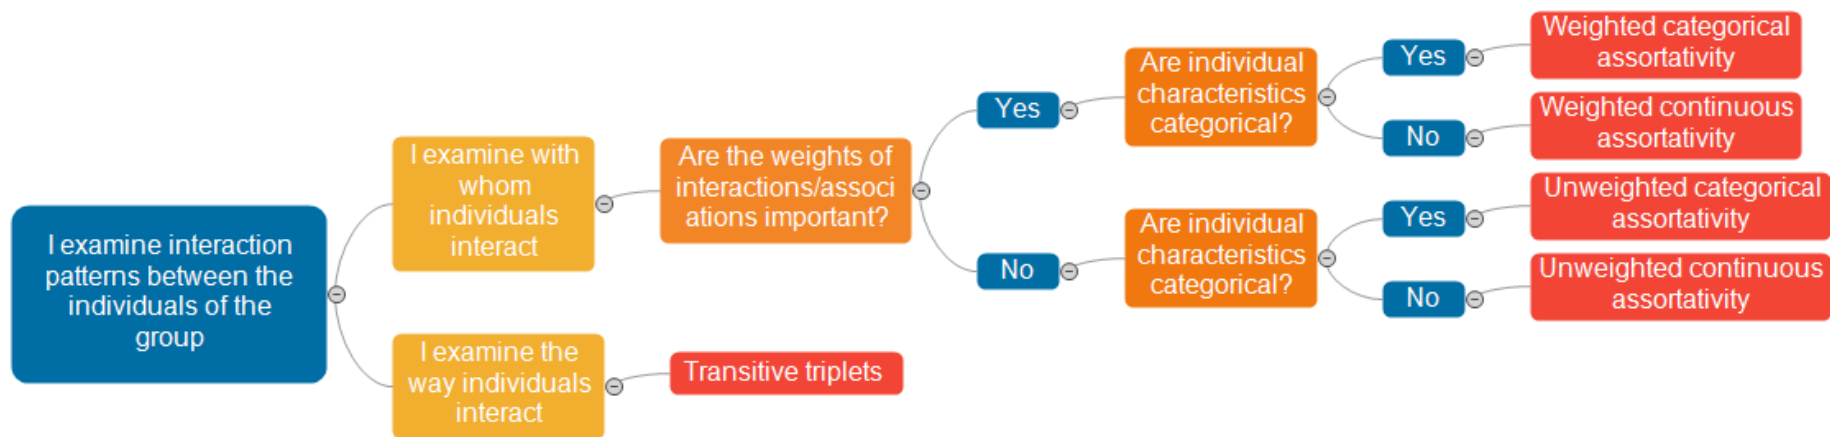 I examine interaction
patterns between the
individuals of the
group
I examine with
whom
individuals
interact
Are the weights of
interactions/associ
ations important?
Yes
Are individual
characteristics
categorical?
Yes
Weighted categorical
assortativity
No
Weighted continuous
assortativity
No
Are individual
characteristics
categorical?
Yes
Unweighted categorical
assortativity
No
Unweighted continuous
assortativity
I examine the
way individuals
interact
Transitive triplets